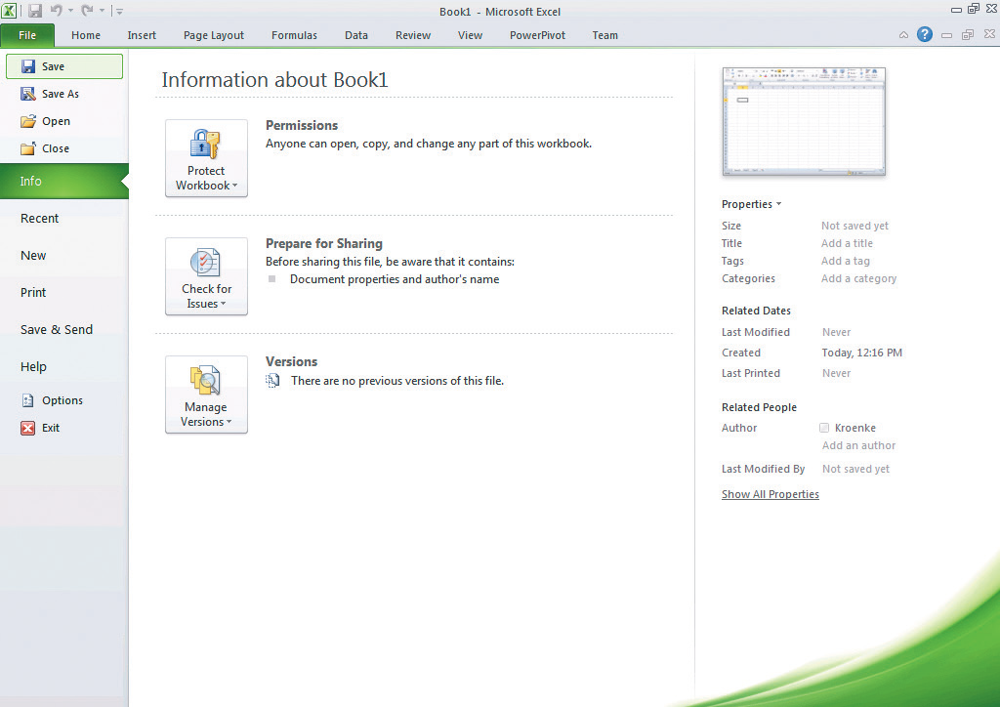 Book1 - Microsoft Excel
File Home Insert Page Layout Formulas Data Review View PowerPivot Team
Save
Save As
Open
Close
Info
Recent
New
Print
Save & Send
Help
Options
Exit
Information about Book1
Protect
Workbook
Permissions
Anyone can open, copy, and change any part of this workbook.
Check for
Issues
Prepare for Sharing
Before sharing this file, be aware that it contains:
Document properties and author's name
Manage
Versions
Versions
There are no previous versions of this file.
Properties
Size Not saved yet
Title Add a title
Tags Add a tag
Categories Add a category
Related Dates
Last Modified Never
Created Today, 12:16 PM
Last Printed Never
Related People
Author Kroenke
Add an author
Last Modified By Not saved yet
Show All Properties